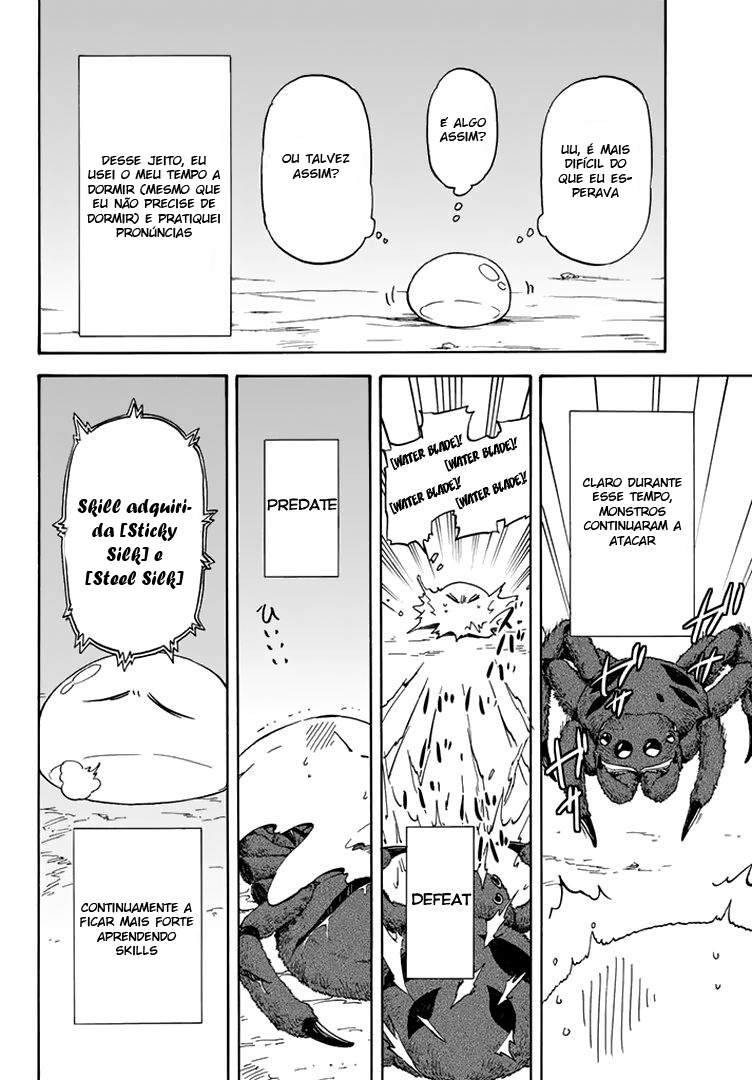 UU, É MAIS
DIFÍCIL DO
QUE EU ES-
PERAVA
É ALGO
ASSIM?
OU TALVEZ
ASSIM?
DESSE JEITO, EU
USEI O MEU TEMPO A
DORMIR (MESMO QUE
EU NÃO PRECISE DE
DORMIR) E PRATIQUEI
PRONÚNCIAS
CLARO DURANTE
ESSE TEMPO,
MONSTROS
CONTINUARAM A
ATACAR
[WATER BLADE]!
[WATER BLADE]!
[WATER BLADE]!
[WATER BLADE]!
DEFEAT
PREDATE
Skill adquiri-
da [Sticky
Silk] e
[Steel Silk]
CONTINUAMENTE A
FICAR MAIS FORTE
APRENDENDO
SKILLS